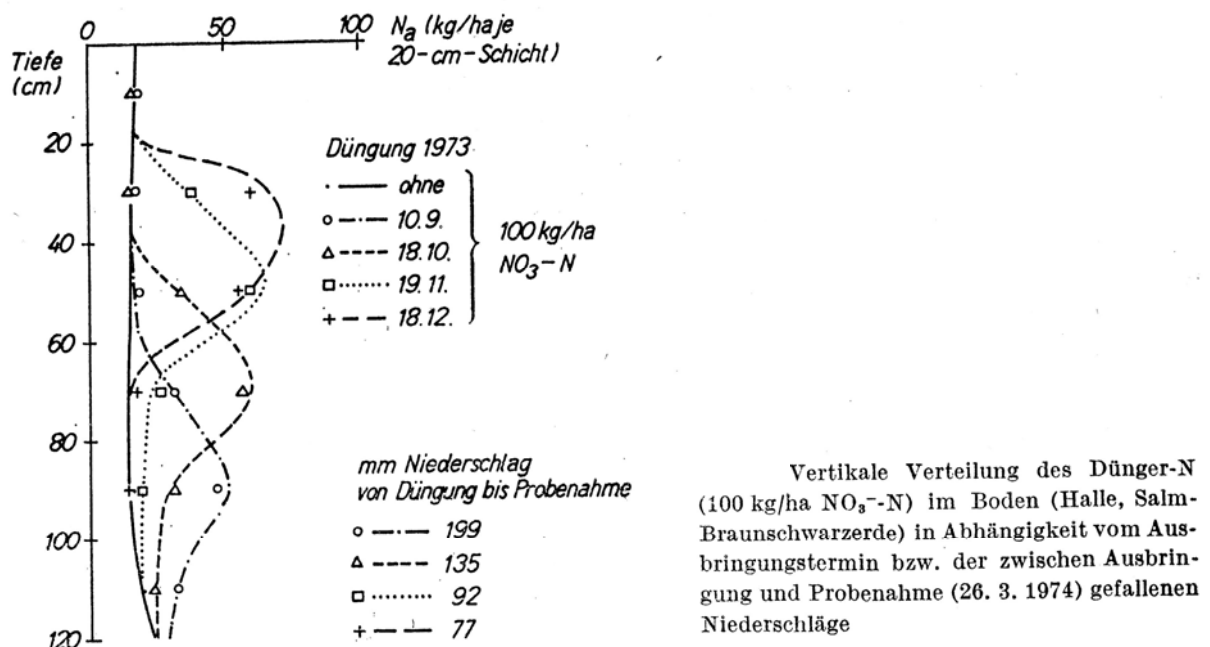 0 50 100 Na (kg/ha je
20-cm-Schicht)
Tiefe
(cm)
20
40
60
80
100
120
Düngung 1973
ohne
10.9.
18.10.
19.11.
18.12.
100 kg/ha
NO3-N
mm Niederschlag
von Düngung bis Probenahme
199
135
92
77
Vertikale Verteilung des Dünger-N
(100 kg/ha NO3⁻-N) im Boden (Halle, Salm-
Braunschwarzerde) in Abhängigkeit vom Aus-
bringungstermin bzw. der zwischen Ausbrin-
gung und Probenahme (26. 3. 1974) gefallenen
Niederschläge